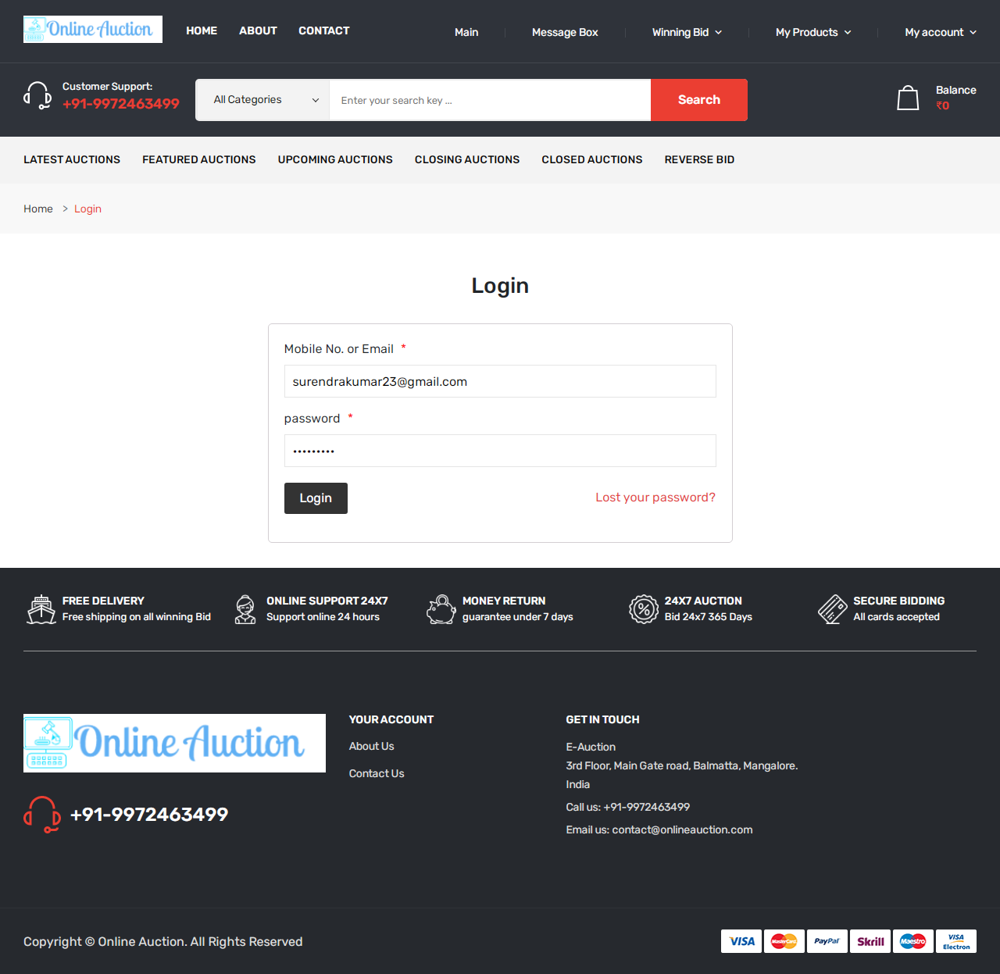 Online Auction
HOME ABOUT CONTACT
Main Message Box Winning Bid My Products My account
Customer Support:
+91-9972463499
All Categories
Enter your search key ...
Search
Balance
₹0
LATEST AUCTIONS FEATURED AUCTIONS UPCOMING AUCTIONS CLOSING AUCTIONS CLOSED AUCTIONS REVERSE BID
Home > Login
Login
Mobile No. or Email *
surendrakumar23@gmail.com
password *
•••••••••
Login
Lost your password?
FREE DELIVERY
Free shipping on all winning Bid
ONLINE SUPPORT 24X7
Support online 24 hours
MONEY RETURN
guarantee under 7 days
24X7 AUCTION
Bid 24x7 365 Days
SECURE BIDDING
All cards accepted
Online Auction
+91-9972463499
YOUR ACCOUNT
About Us
Contact Us
GET IN TOUCH
E-Auction
3rd Floor, Main Gate road, Balmatta, Mangalore.
India
Call us: +91-9972463499
Email us: contact@onlineauction.com
Copyright © Online Auction. All Rights Reserved
VISA MasterCard PayPal Skrill Maestro VISA Electron